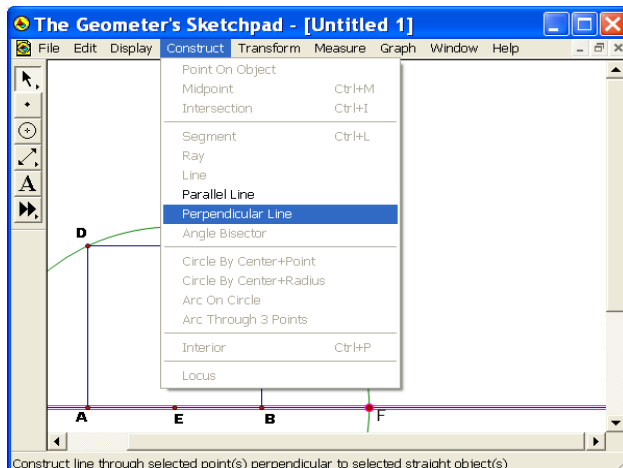 The Geometer's Sketchpad - [Untitled 1]
File Edit Display Construct Transform Measure Graph Window Help
Point On Object
Midpoint Ctrl+M
Intersection Ctrl+I
Segment Ctrl+L
Ray
Line
Parallel Line
Perpendicular Line
Angle Bisector
Circle By Center+Point
Circle By Center+Radius
Arc On Circle
Arc Through 3 Points
Interior Ctrl+P
Locus
A
D
A E B F
Construct line through selected point(s) perpendicular to selected straight object(s)